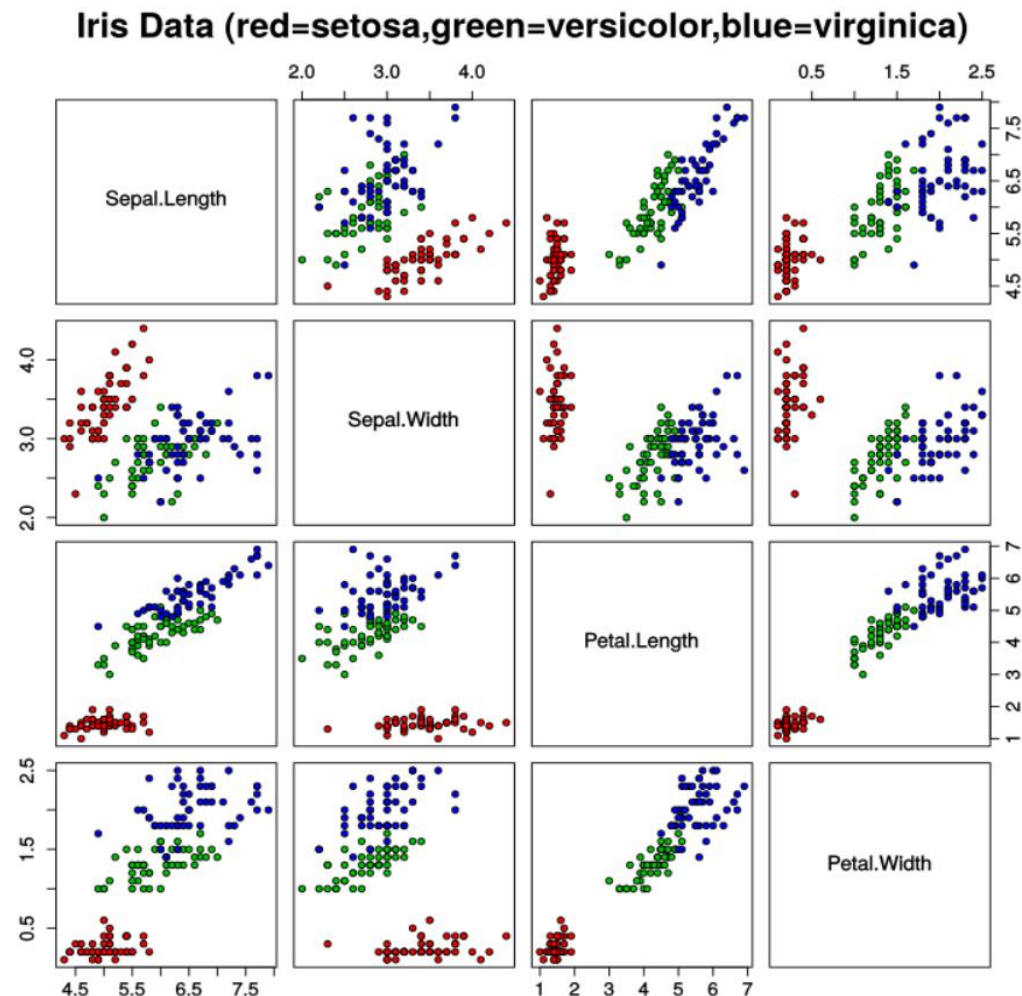 Iris Data (red=setosa,green=versicolor,blue=virginica)
2.0 3.0 4.0
0.5 1.5 2.5
Sepal.Length
4.5 5.5 6.5 7.5
2.0 3.0 4.0
Sepal.Width
Petal.Length
1 2 3 4 5 6 7
0.5 1.5 2.5
Petal.Width
4.5 5.5 6.5 7.5
1 2 3 4 5 6 7